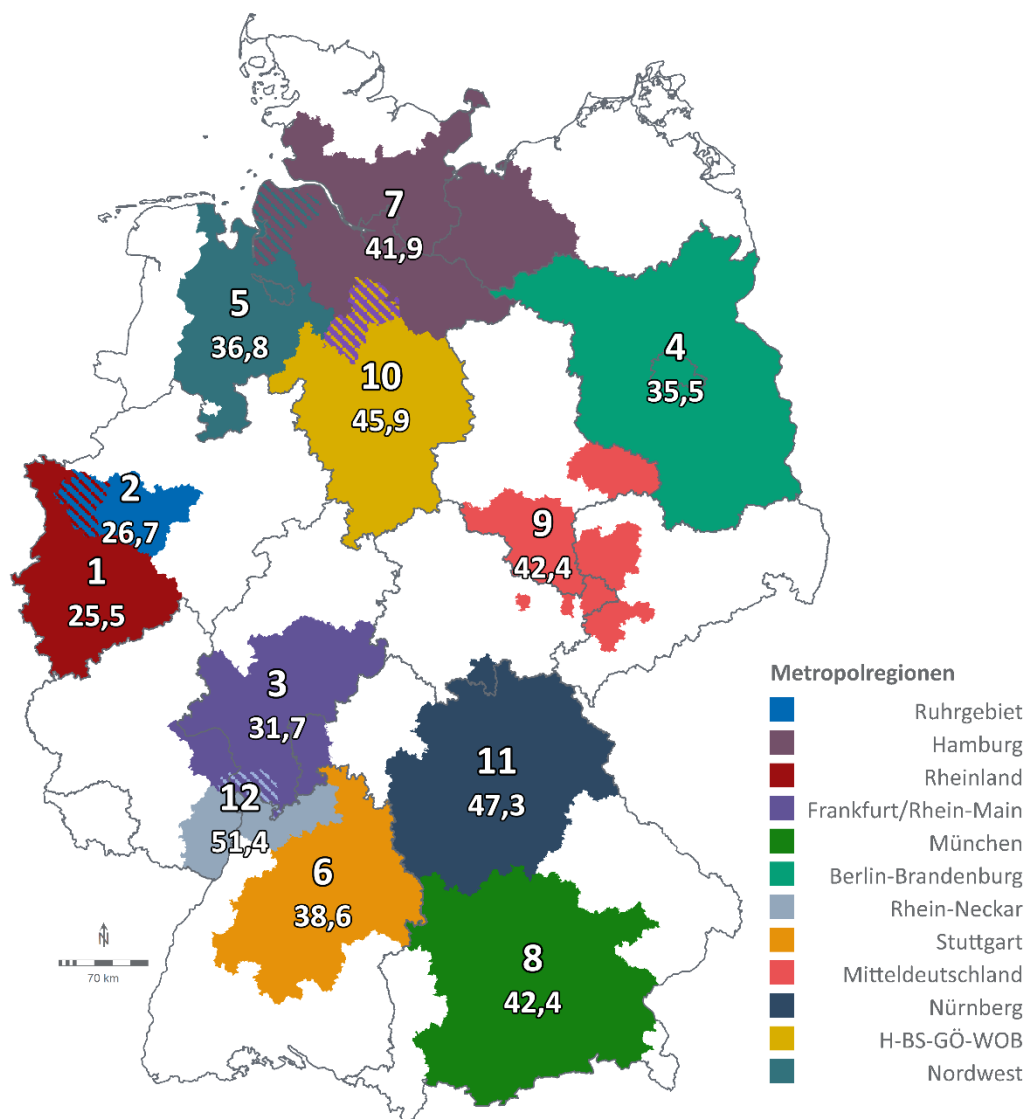 7
41,9
5
36,8
4
35,5
10
45,9
2
26,7
9
42,4
1
25,5
3
31,7
11
47,3
12
51,4
6
38,6
8
42,4
N
70 km
Metropolregionen
Ruhrgebiet
Hamburg
Rheinland
Frankfurt/Rhein-Main
München
Berlin-Brandenburg
Rhein-Neckar
Stuttgart
Mitteldeutschland
Nürnberg
H-BS-GÖ-WOB
Nordwest